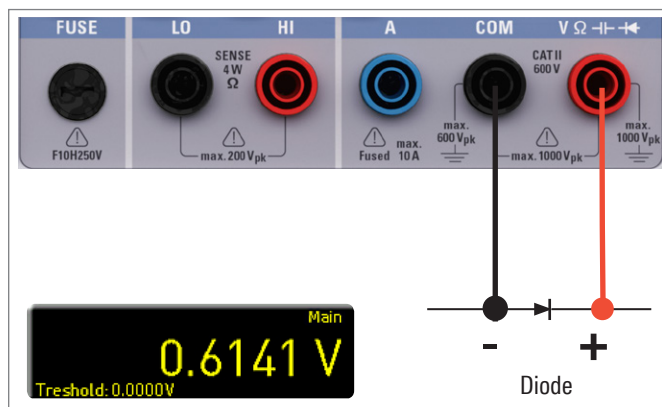 FUSE LO HI A COM V Ω
SENSE
4 W
Ω
CAT II
600 V
F10H250V
max. 200 Vpk
max.
Fused 10 A
max.
600 Vpk
max. 1000 Vpk
max.
1000 Vpk
Main
0.6141 V
Treshold: 0.0000V
- +
Diode